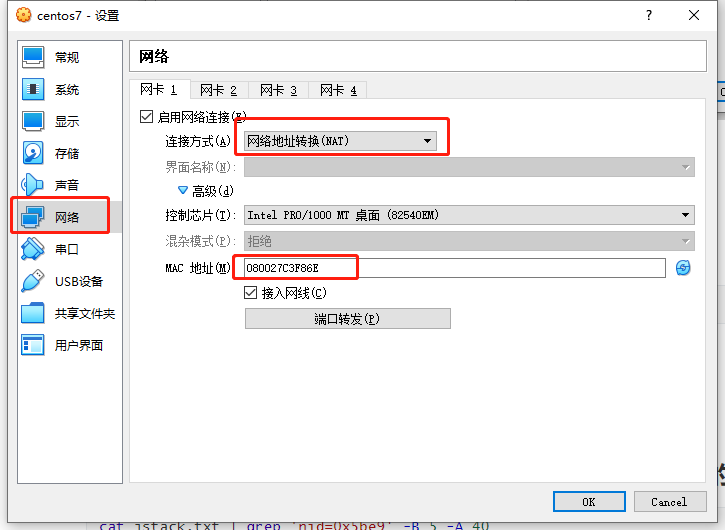 centos7 - 设置
?
常规
系统
显示
存储
声音
网络
串口
USB设备
共享文件夹
用户界面
网络
网卡 1 网卡 2 网卡 3 网卡 4
启用网络连接(E)
连接方式(A) 网络地址转换(NAT)
界面名称(N):
高级(d)
控制芯片(T): Intel PRO/1000 MT 桌面 (82540EM)
混杂模式(P): 拒绝
MAC 地址(M) 080027C3F86E
接入网线(C)
端口转发(P)
OK Cancel
cat jstack.txt | grep 'nid=0x5be9' -B 5 -A 40